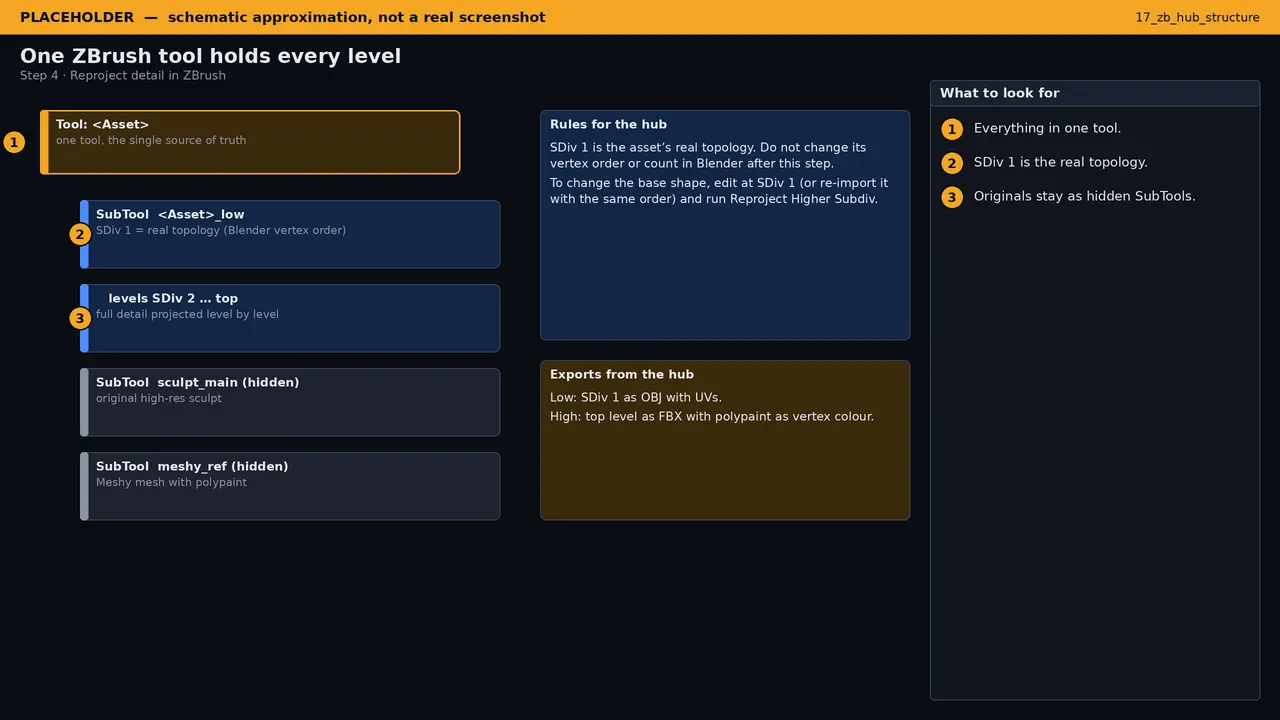 PLACEHOLDER — schematic approximation, not a real screenshot
17_zb_hub_structure
One ZBrush tool holds every level
Step 4 · Reproject detail in ZBrush
1
Tool: <Asset>
one tool, the single source of truth
2
SubTool <Asset>_low
SDiv 1 = real topology (Blender vertex order)
3
levels SDiv 2 … top
full detail projected level by level
SubTool sculpt_main (hidden)
original high-res sculpt
SubTool meshy_ref (hidden)
Meshy mesh with polypaint
Rules for the hub
SDiv 1 is the asset’s real topology. Do not change its
vertex order or count in Blender after this step.
To change the base shape, edit at SDiv 1 (or re-import it
with the same order) and run Reproject Higher Subdiv.
Exports from the hub
Low: SDiv 1 as OBJ with UVs.
High: top level as FBX with polypaint as vertex colour.
What to look for
1 Everything in one tool.
2 SDiv 1 is the real topology.
3 Originals stay as hidden SubTools.